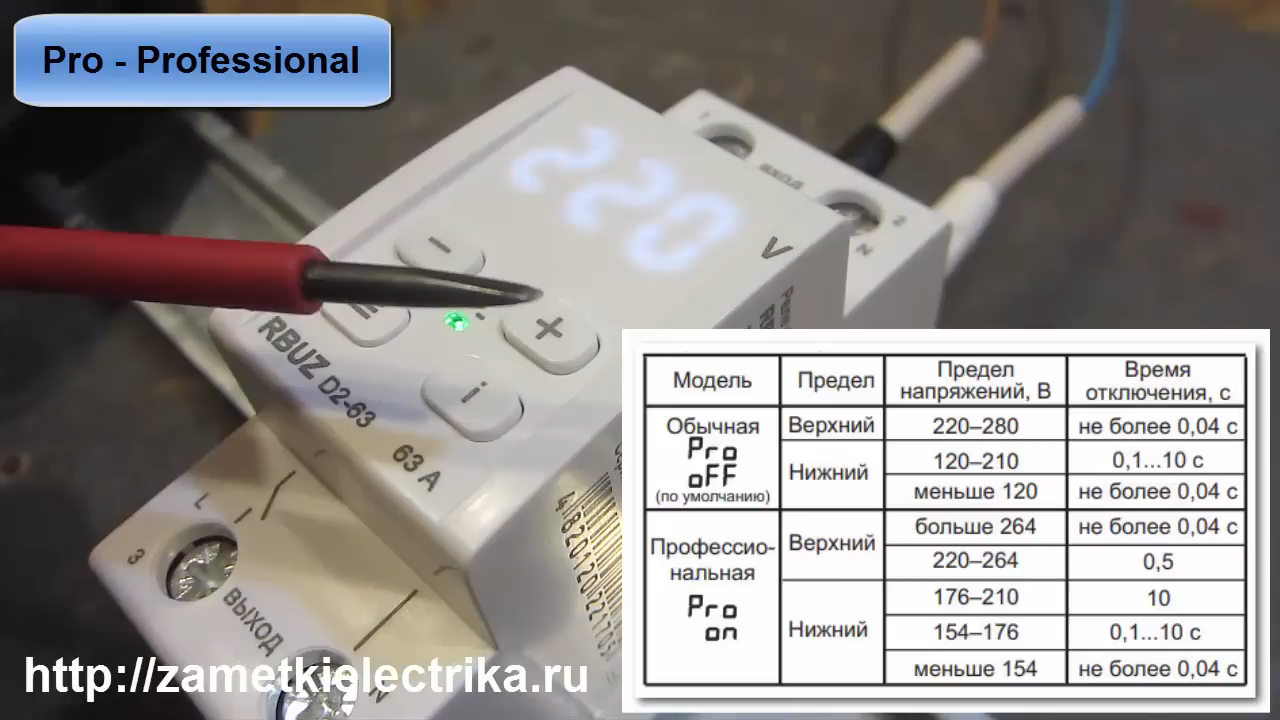 Pro - Professional
220
V
1
2
N
−
+
i
RBUZ D2-63
63 A
L
3
ВЫХОД
N
http://zametkielectrika.ru
Модель Предел Предел напряжений, В Время отключения, с
Обычная Pro oFF (по умолчанию) Верхний 220–280 не более 0,04 с
Нижний 120–210 0,1...10 с
меньше 120 не более 0,04 с
Профессио-нальная Pro on Верхний больше 264 не более 0,04 с
220–264 0,5
Нижний 176–210 10
154–176 0,1...10 с
меньше 154 не более 0,04 с